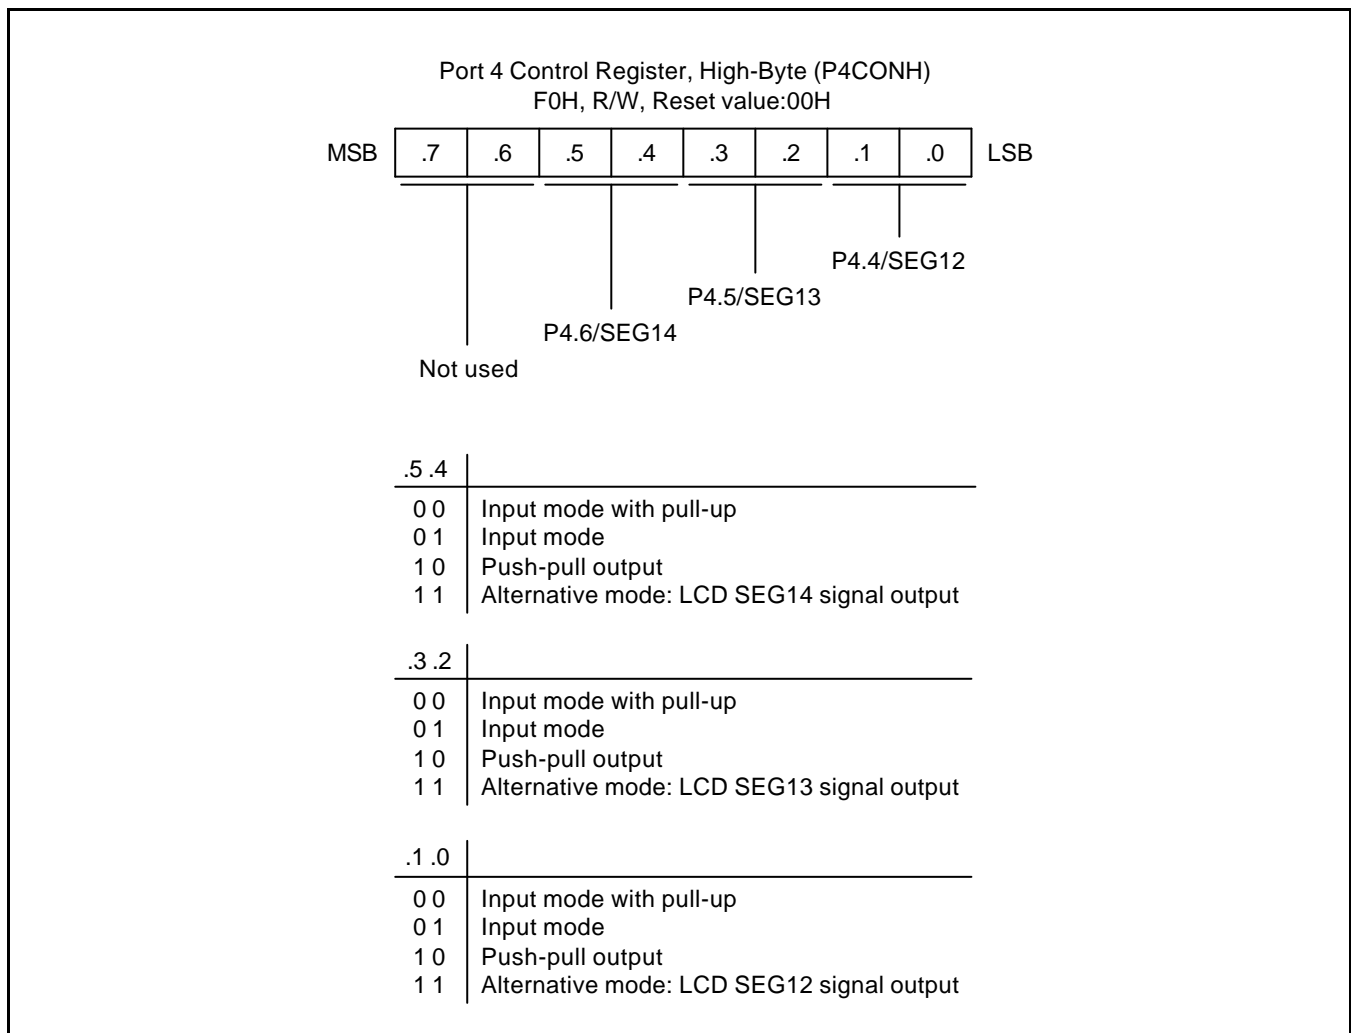 Port 4 Control Register, High-Byte (P4CONH)
F0H, R/W, Reset value:00H
MSB .7 .6 .5 .4 .3 .2 .1 .0 LSB
P4.4/SEG12
P4.5/SEG13
P4.6/SEG14
Not used
.5 .4
0 0 Input mode with pull-up
0 1 Input mode
1 0 Push-pull output
1 1 Alternative mode: LCD SEG14 signal output
.3 .2
0 0 Input mode with pull-up
0 1 Input mode
1 0 Push-pull output
1 1 Alternative mode: LCD SEG13 signal output
.1 .0
0 0 Input mode with pull-up
0 1 Input mode
1 0 Push-pull output
1 1 Alternative mode: LCD SEG12 signal output